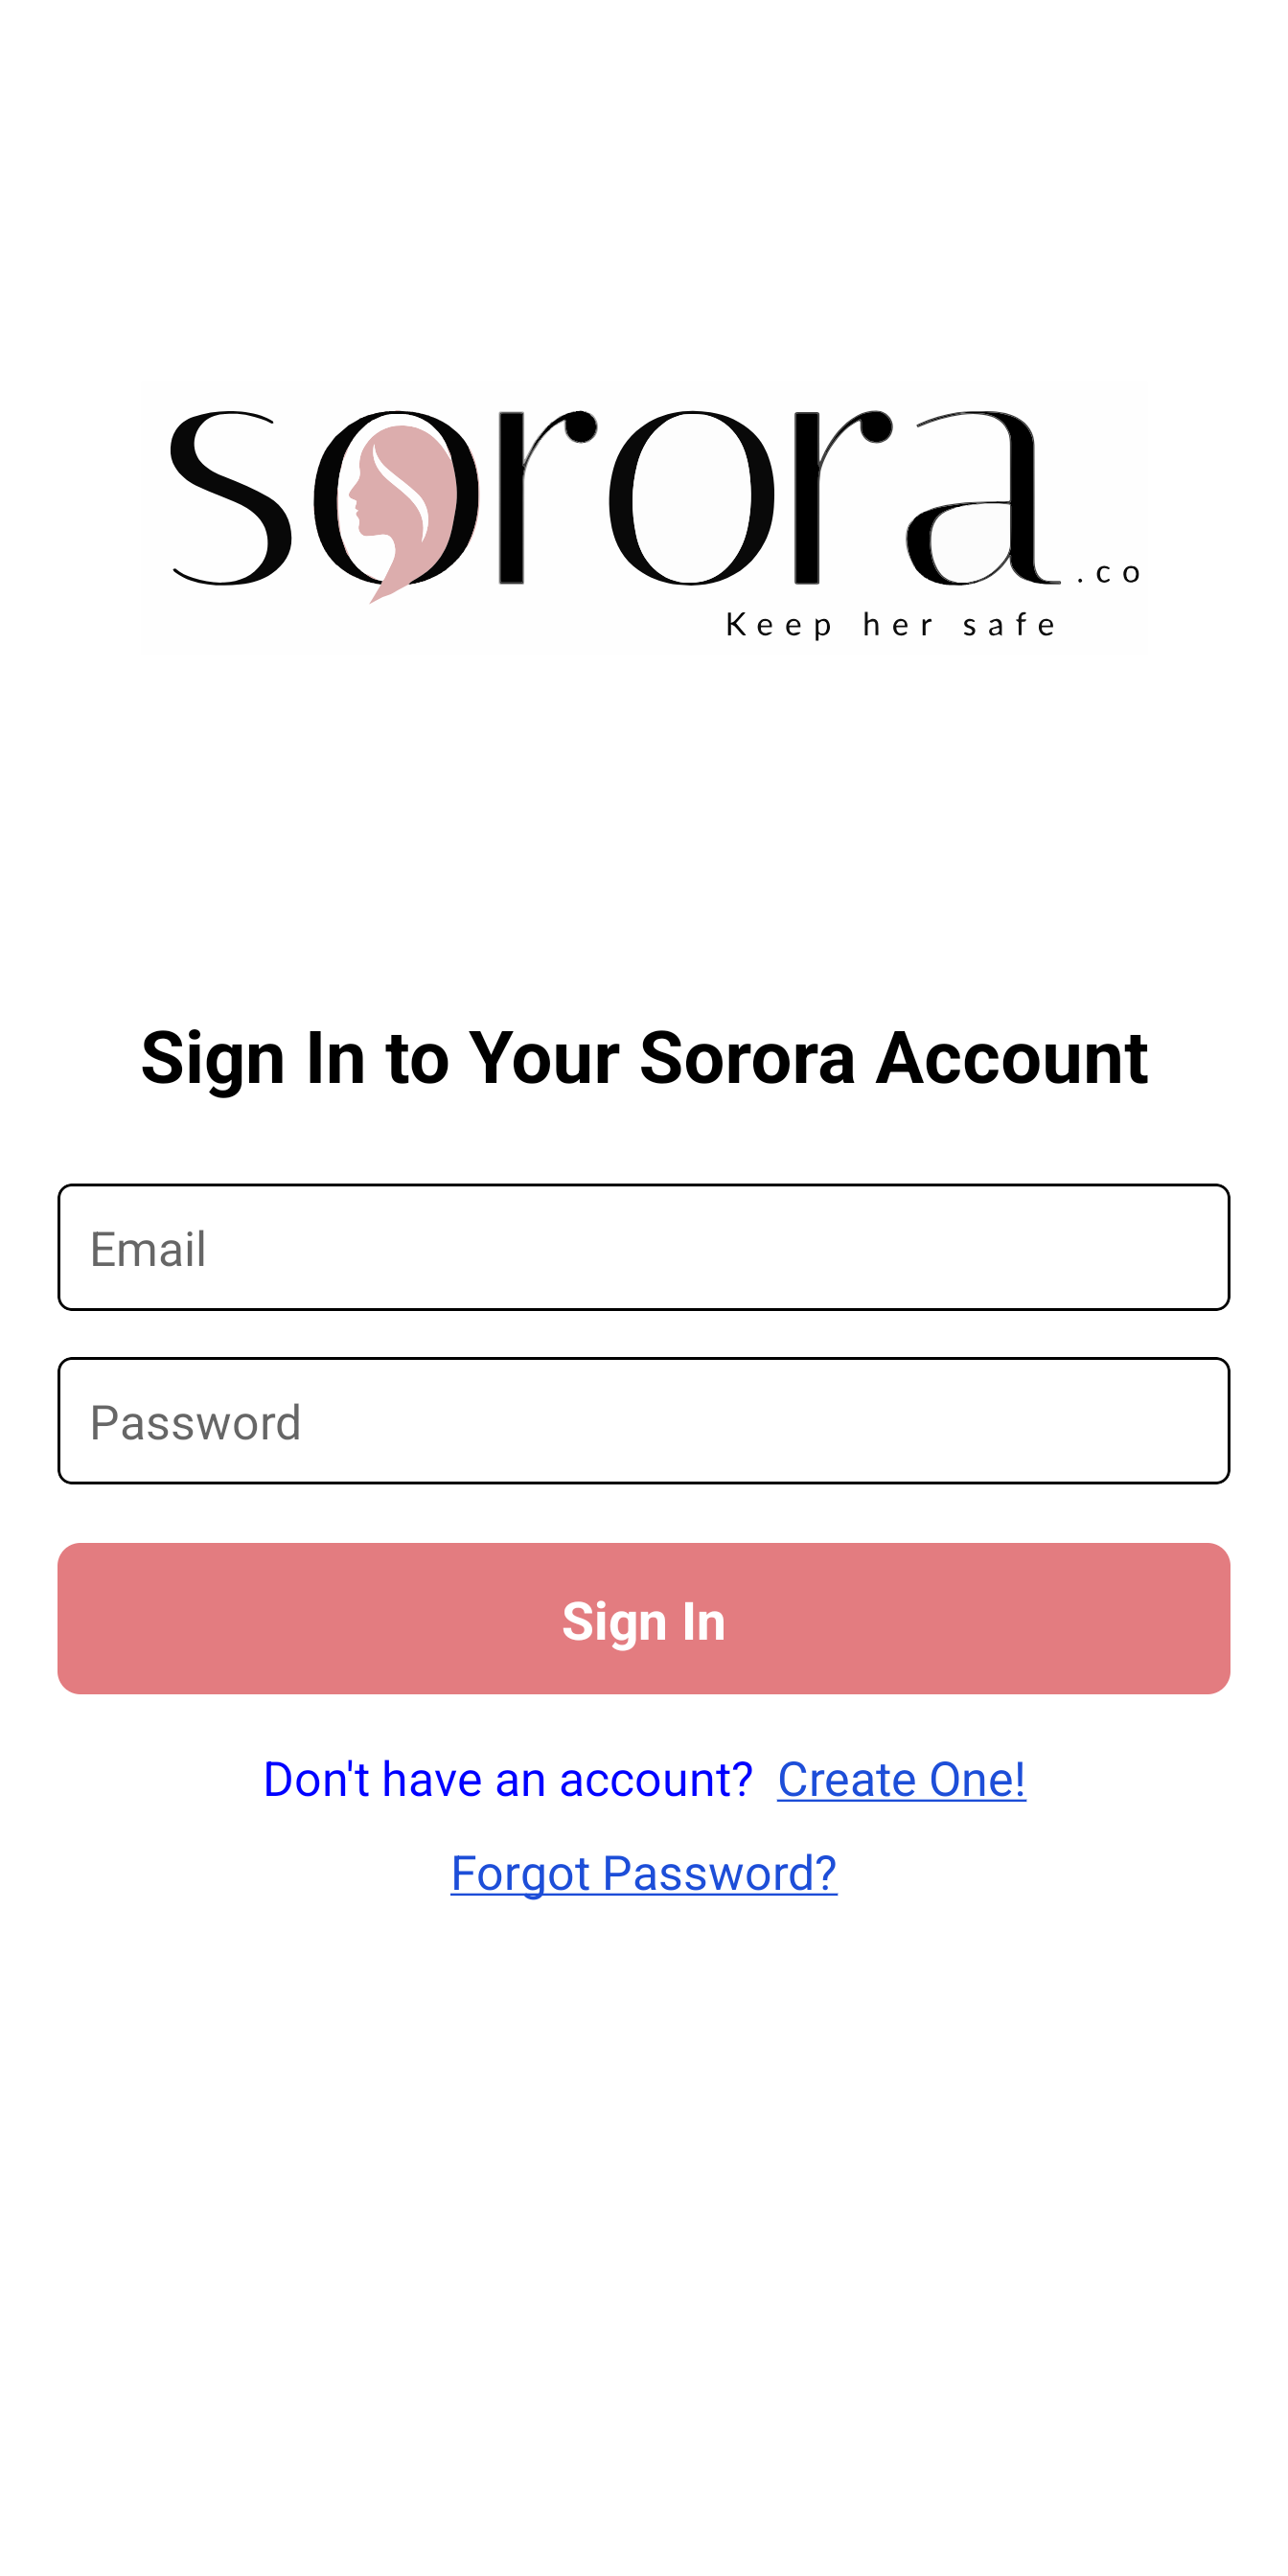 sorora.co
Keep her safe
Sign In to Your Sorora Account
Email
Password
Sign In
Don't have an account? Create One!
Forgot Password?